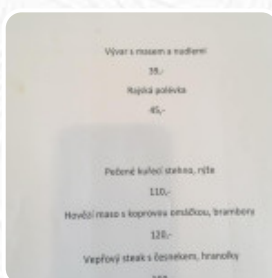 Vývar s masem a nudlemi
39,-
Rajská polévka
45,-
Pečené kuřecí stehno, rýže
110,-
Hovězí maso s koprovou omáčkou, brambory
120,-
Vepřový steak s česnekem, hranolky